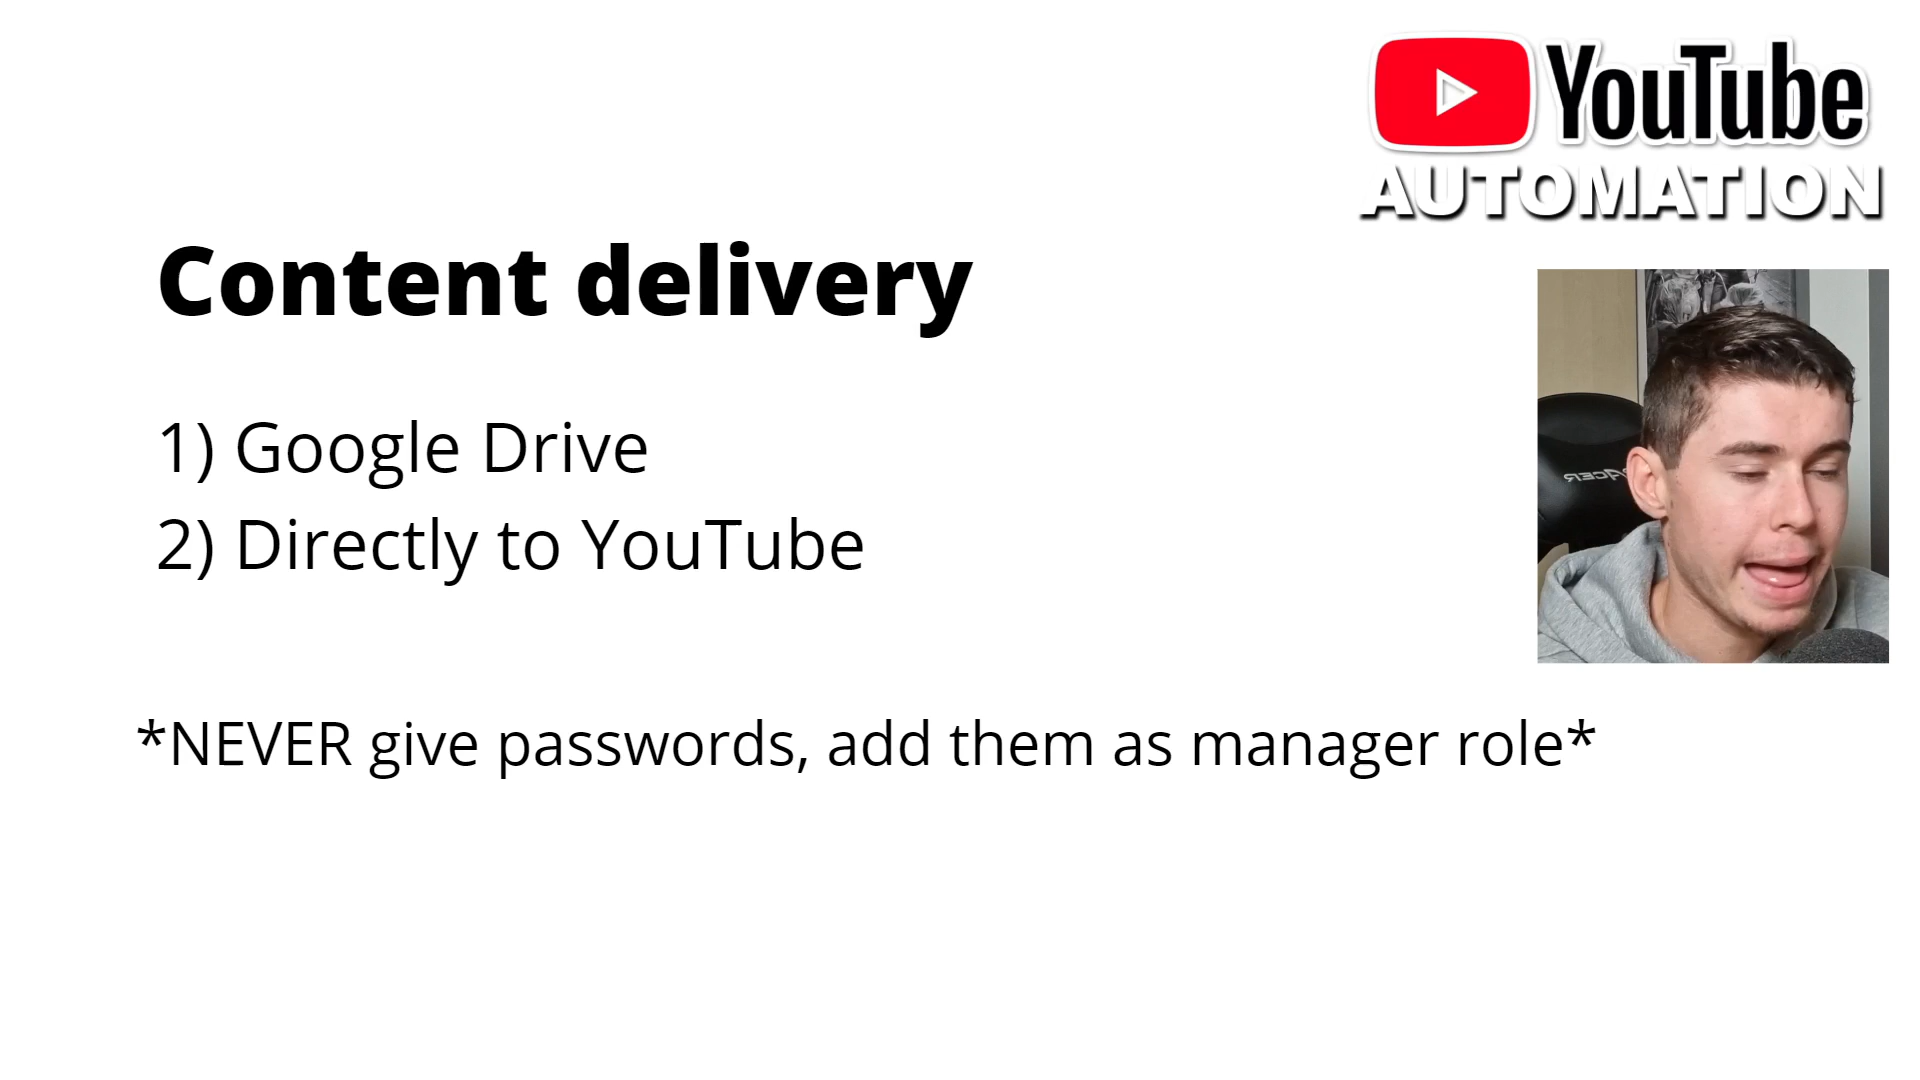 YouTube
AUTOMATION
Content delivery
1) Google Drive
2) Directly to YouTube
*NEVER give passwords, add them as manager role*